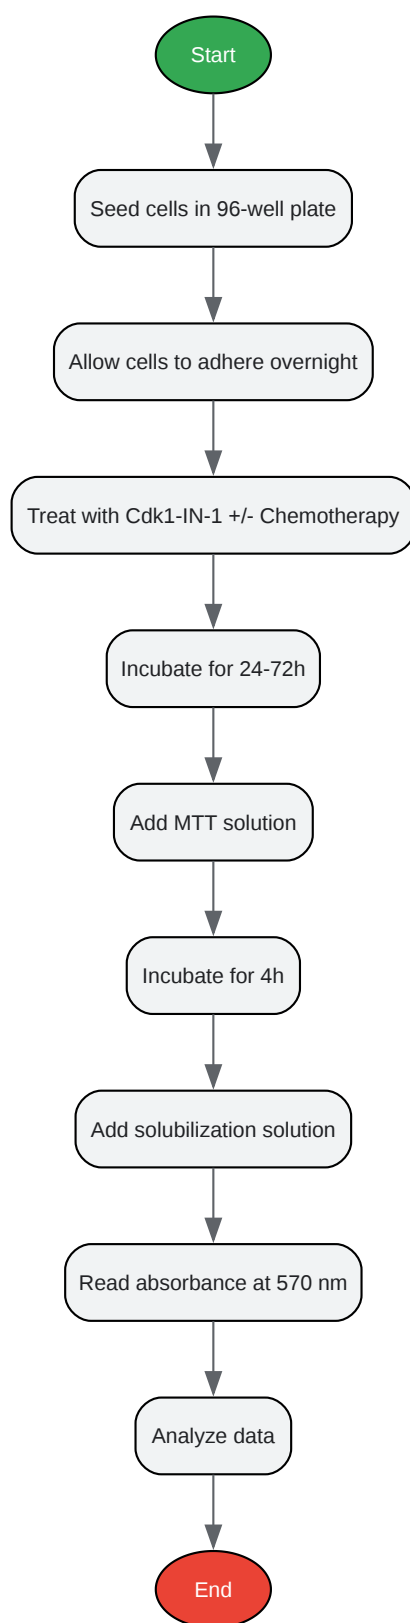 Start
Seed cells in 96-well plate
Allow cells to adhere overnight
Treat with Cdk1-IN-1 +/- Chemotherapy
Incubate for 24-72h
Add MTT solution
Incubate for 4h
Add solubilization solution
Read absorbance at 570 nm
Analyze data
End